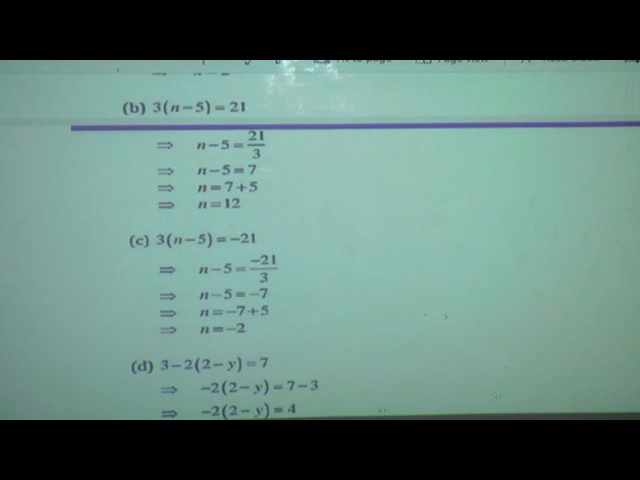 (b) 3(n−5)=21
⇒ n−5=21/3
⇒ n−5=7
⇒ n=7+5
⇒ n=12
(c) 3(n−5)=−21
⇒ n−5=−21/3
⇒ n−5=−7
⇒ n=−7+5
⇒ n=−2
(d) 3−2(2−y)=7
⇒ −2(2−y)=7−3
⇒ −2(2−y)=4